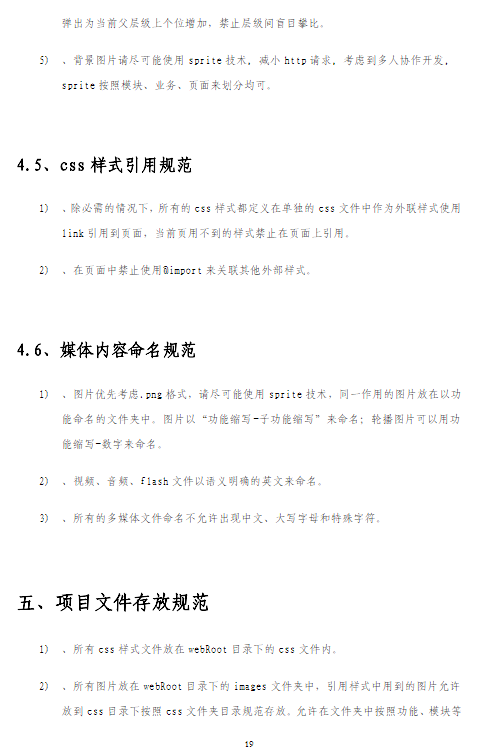 弹出为当前父层级上个位增加，禁止层级间盲目攀比。
5) 、背景图片请尽可能使用 sprite 技术，减小 http 请求，考虑到多人协作开发，
sprite 按照模块、业务、页面来划分均可。
4.5、css 样式引用规范
1) 、除必需的情况下，所有的 css 样式都定义在单独的 css 文件中作为外联样式使用
link 引用到页面，当前页用不到的样式禁止在页面上引用。
2) 、在页面中禁止使用@import 来关联其他外部样式。
4.6、媒体内容命名规范
1) 、图片优先考虑.png 格式，请尽可能使用 sprite 技术，同一作用的图片放在以功
能命名的文件夹中。图片以“功能缩写-子功能缩写”来命名；轮播图片可以用功
能缩写-数字来命名。
2) 、视频、音频、flash 文件以语义明确的英文来命名。
3) 、所有的多媒体文件命名不允许出现中文，大写字母和特殊字符。
五、项目文件存放规范
1) 、所有 css 样式文件放在 webRoot 目录下的 css 文件内。
2) 、所有图片放在 webRoot 目录下的 images 文件夹中，引用样式中用到的图片允许
放到 css 目录下按照 css 文件夹目录规范存放。允许在文件夹中按照功能、模块等
19